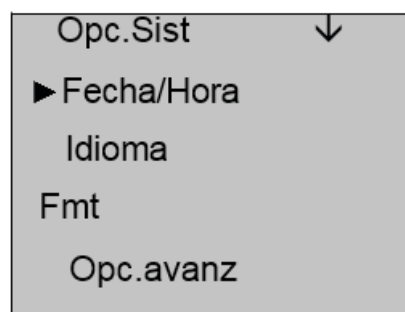 Opc.Sist ↓
►Fecha/Hora
Idioma
Fmt
Opc.avanz